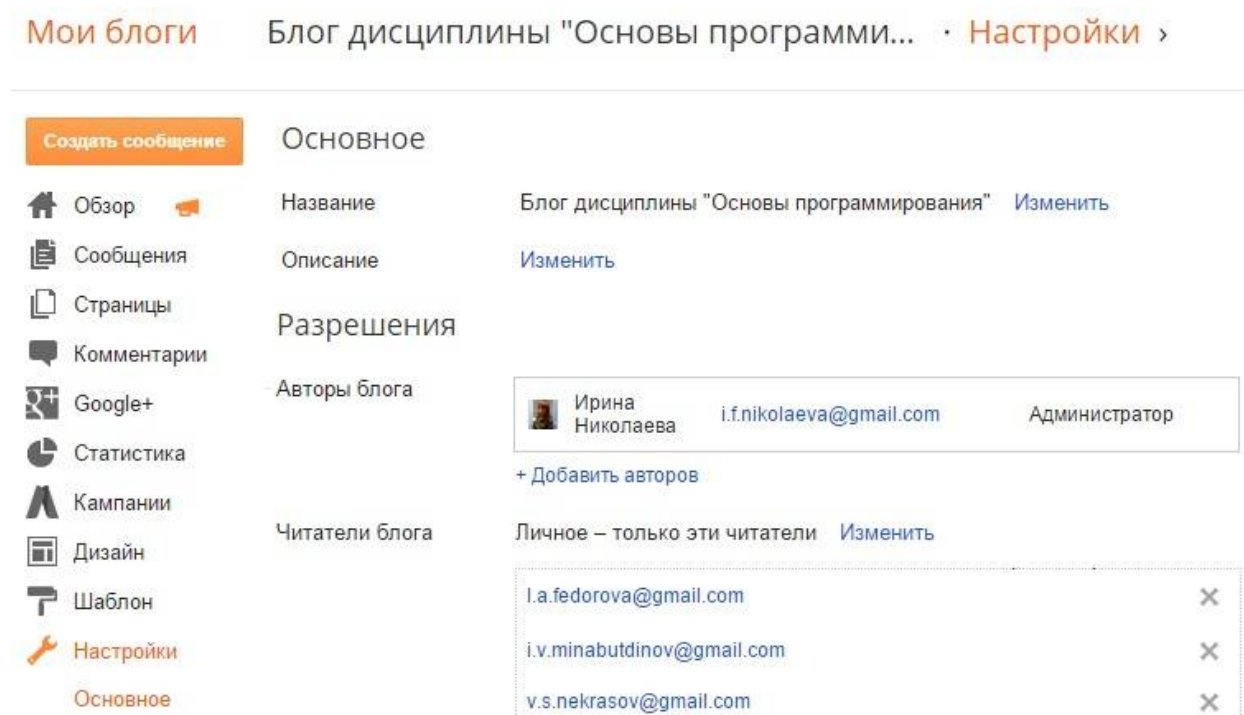 Мои блоги Блог дисциплины "Основы программи... · Настройки ›
Создать сообщение
Обзор
Сообщения
Страницы
Комментарии
Google+
Статистика
Кампании
Дизайн
Шаблон
Настройки
Основное
Основное
Название Блог дисциплины "Основы программирования" Изменить
Описание Изменить
Разрешения
Авторы блога
Ирина
Николаева
i.f.nikolaeva@gmail.com Администратор
+ Добавить авторов
Читатели блога Личное – только эти читатели Изменить
l.a.fedorova@gmail.com
i.v.minabutdinov@gmail.com
v.s.nekrasov@gmail.com